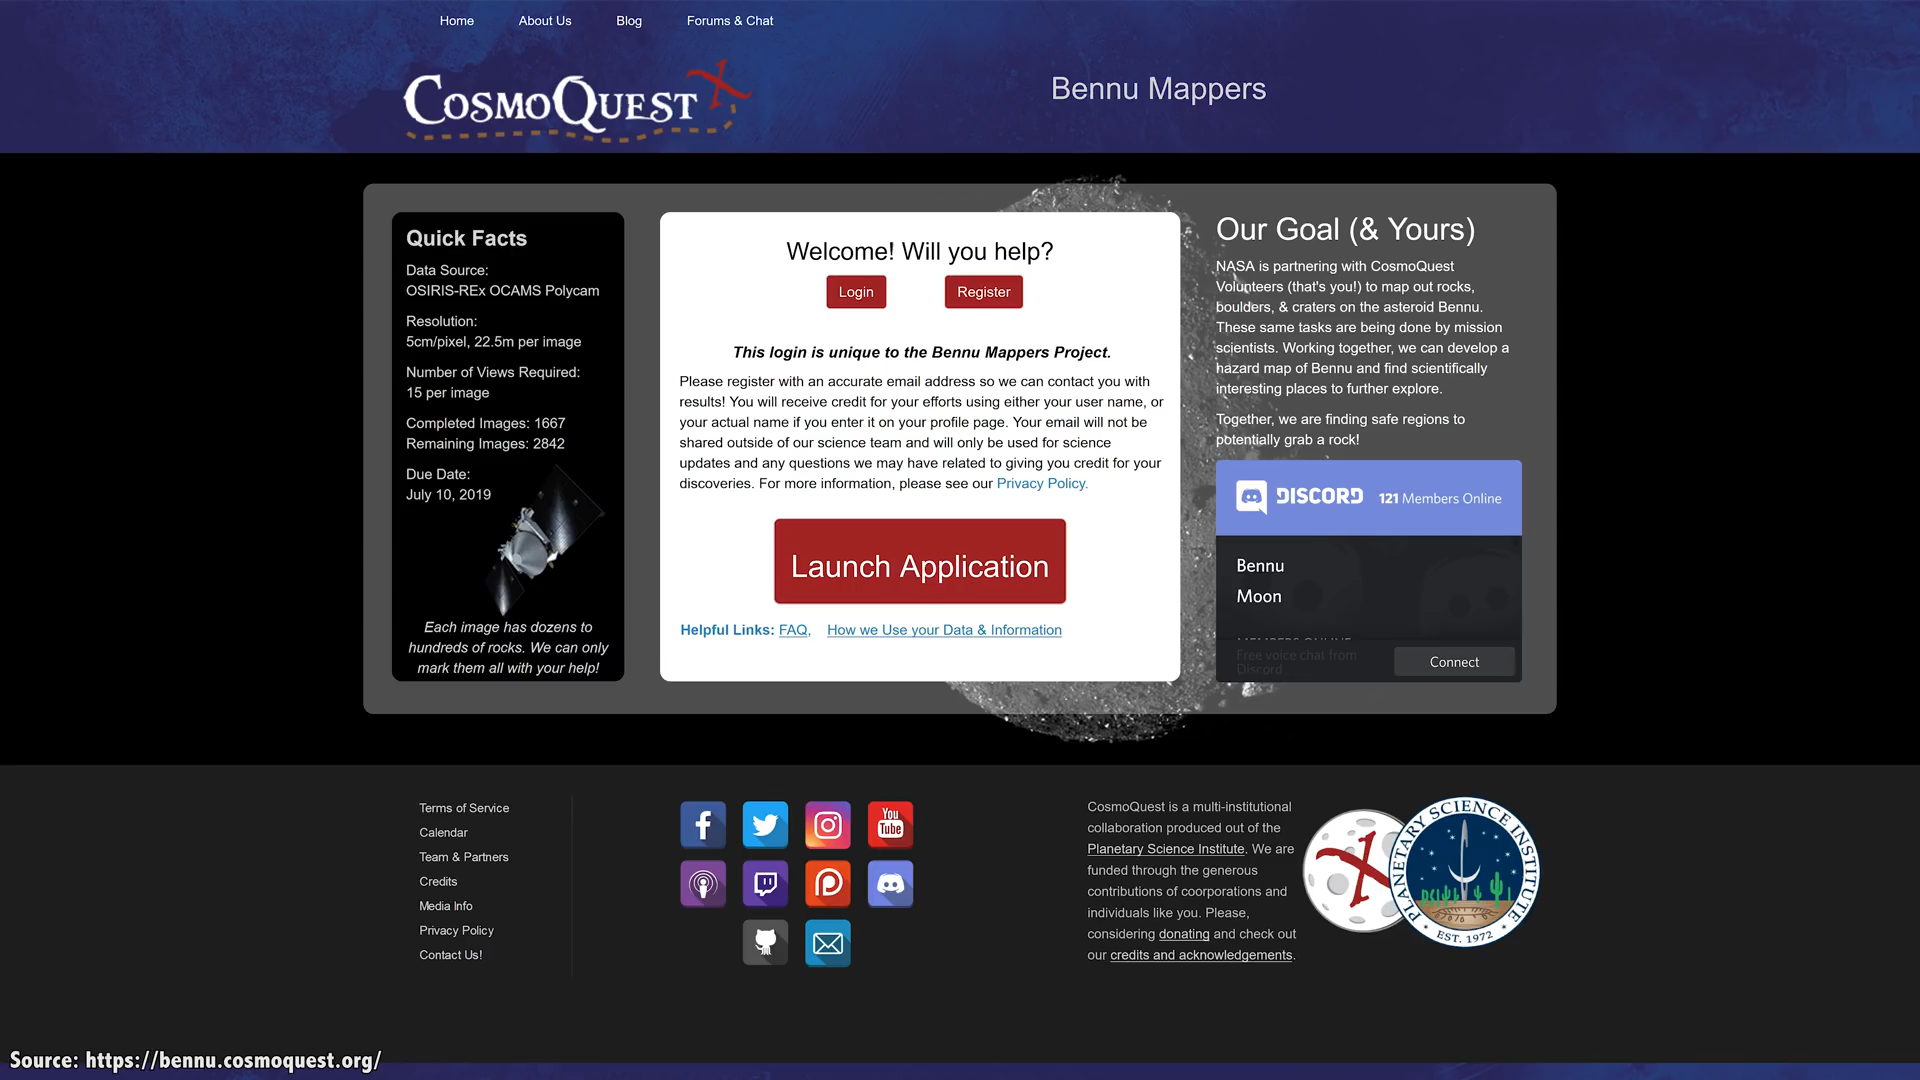 Home
About Us
Blog
Forums & Chat
COSMOQUEST X
Bennu Mappers
Quick Facts
Data Source:
OSIRIS-REx OCAMS Polycam
Resolution:
5cm/pixel, 22.5m per image
Number of Views Required:
15 per image
Completed Images: 1667
Remaining Images: 2842
Due Date:
July 10, 2019
Each image has dozens to
hundreds of rocks. We can only
mark them all with your help!
Welcome! Will you help?
Login
Register
This login is unique to the Bennu Mappers Project.
Please register with an accurate email address so we can contact you with
results! You will receive credit for your efforts using either your user name, or
your actual name if you enter it on your profile page. Your email will not be
shared outside of our science team and will only be used for science
updates and any questions we may have related to giving you credit for your
discoveries. For more information, please see our Privacy Policy.
Launch Application
Helpful Links: FAQ, How we Use your Data & Information
Our Goal (& Yours)
NASA is partnering with CosmoQuest
Volunteers (that's you!) to map out rocks,
boulders, & craters on the asteroid Bennu.
These same tasks are being done by mission
scientists. Working together, we can develop a
hazard map of Bennu and find scientifically
interesting places to further explore.
Together, we are finding safe regions to
potentially grab a rock!
DISCORD 121 Members Online
Bennu
Moon
MEMBERS ONLINE
Free voice chat from
Discord
Connect
Terms of Service
Calendar
Team & Partners
Credits
Media Info
Privacy Policy
Contact Us!
You
Tube
CosmoQuest is a multi-institutional
collaboration produced out of the
Planetary Science Institute. We are
funded through the generous
contributions of coorporations and
individuals like you. Please,
considering donating and check out
our credits and acknowledgements.
PLANETARY SCIENCE INSTITUTE
EST. 1972
Source: https://bennu.cosmoquest.org/